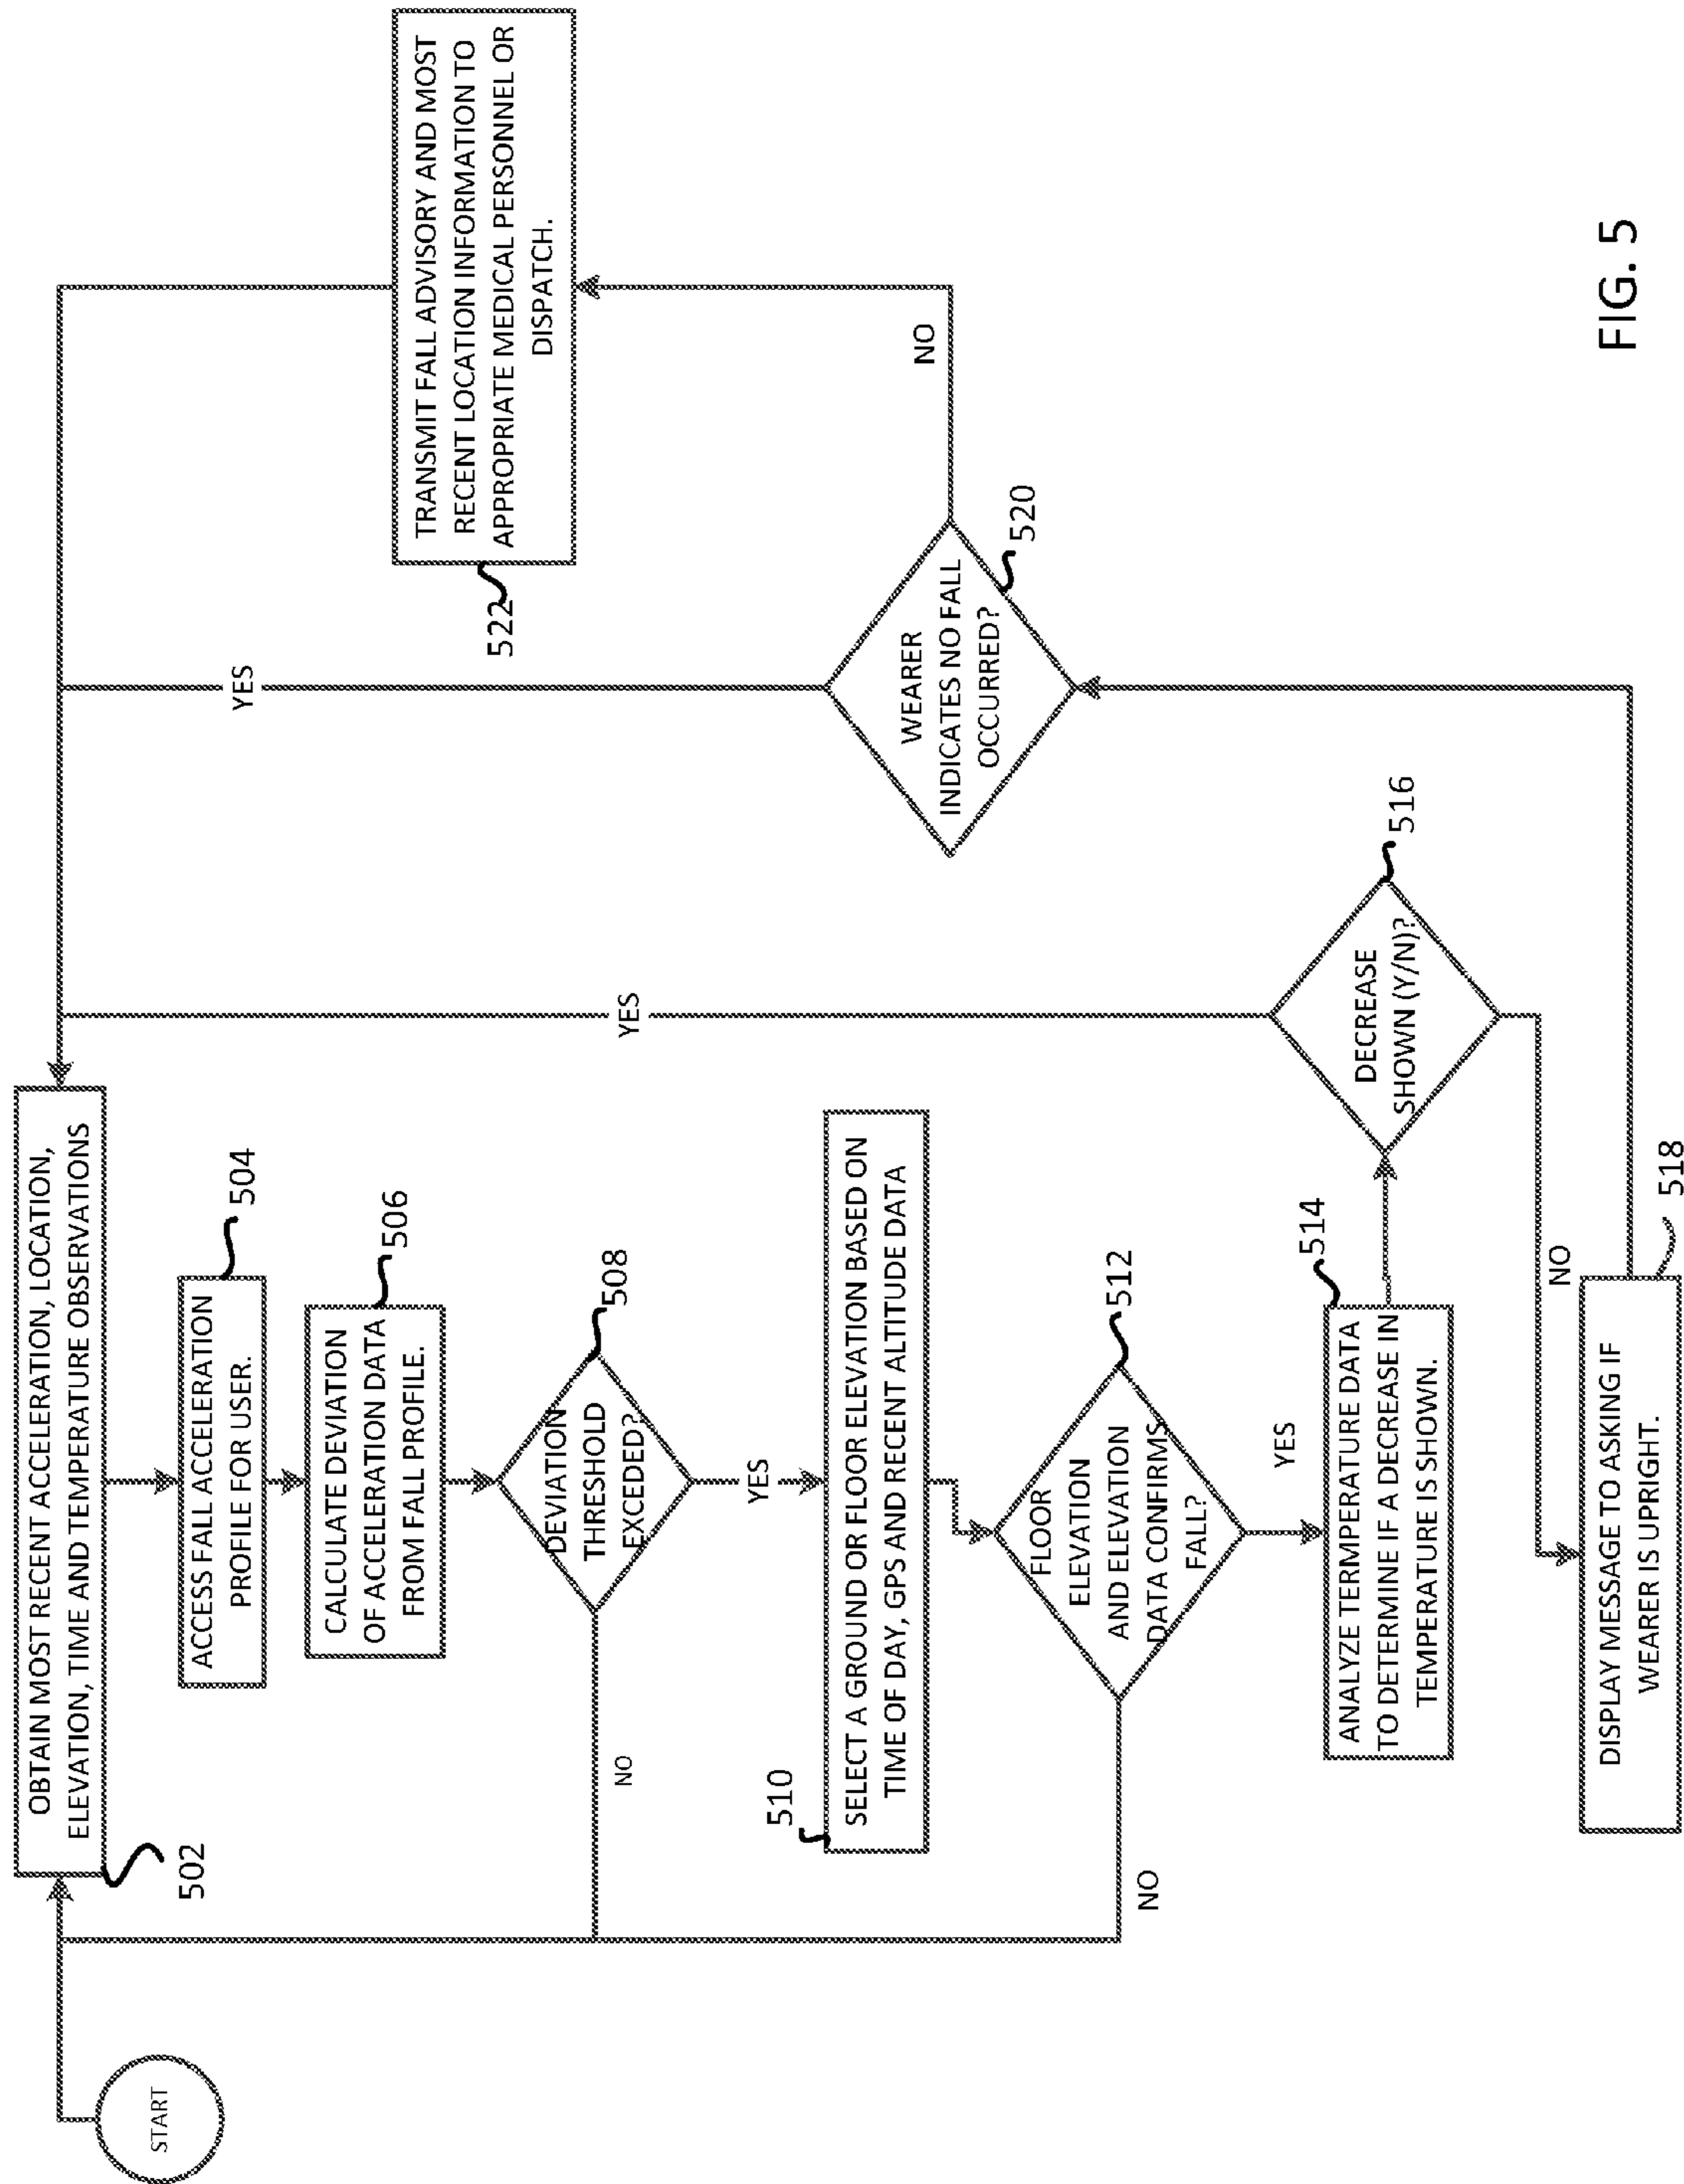 START
OBTAIN MOST RECENT ACCELERATION, LOCATION,
ELEVATION, TIME AND TEMPERATURE OBSERVATIONS
502
ACCESS FALL ACCELERATION
PROFILE FOR USER.
504
CALCULATE DEVIATION
OF ACCELERATION DATA
FROM FALL PROFILE.
506
DEVIATION
THRESHOLD
EXCEDED?
508
NO
YES
510
SELECT A GROUND OR FLOOR ELEVATION BASED ON
TIME OF DAY, GPS AND RECENT ALTITUDE DATA
FLOOR
ELEVATION
AND ELEVATION
DATA CONFIRMS
FALL?
512
NO
YES
514
ANALYZE TERMPERATURE DATA
TO DETERMINE IF A DECREASE IN
TEMPERATURE IS SHOWN.
DECREASE
SHOWN (Y/N)?
516
YES
NO
DISPLAY MESSAGE TO ASKING IF
WEARER IS UPRIGHT.
518
WEARER
INDICATES NO FALL
OCCURRED?
520
YES
NO
522
TRANSMIT FALL ADVISORY AND MOST
RECENT LOCATION INFORMATION TO
APPROPRIATE MEDICAL PERSONNEL OR
DISPATCH.
FIG. 5